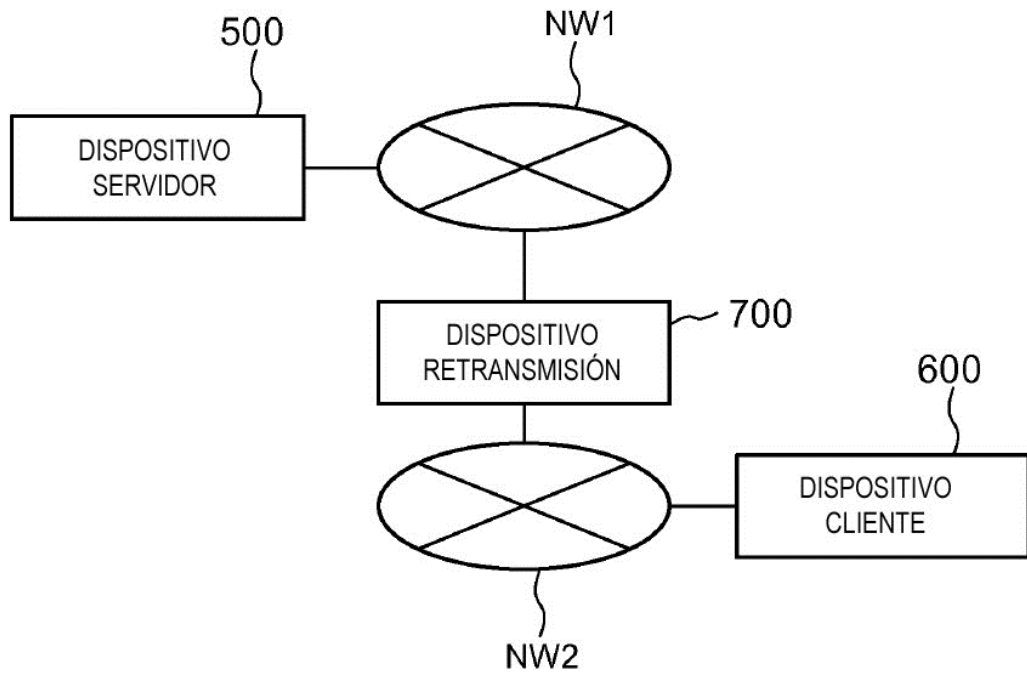 NW1
500
DISPOSITIVO
SERVIDOR
DISPOSITIVO
RETRANSMISIÓN
700
600
DISPOSITIVO
CLIENTE
NW2